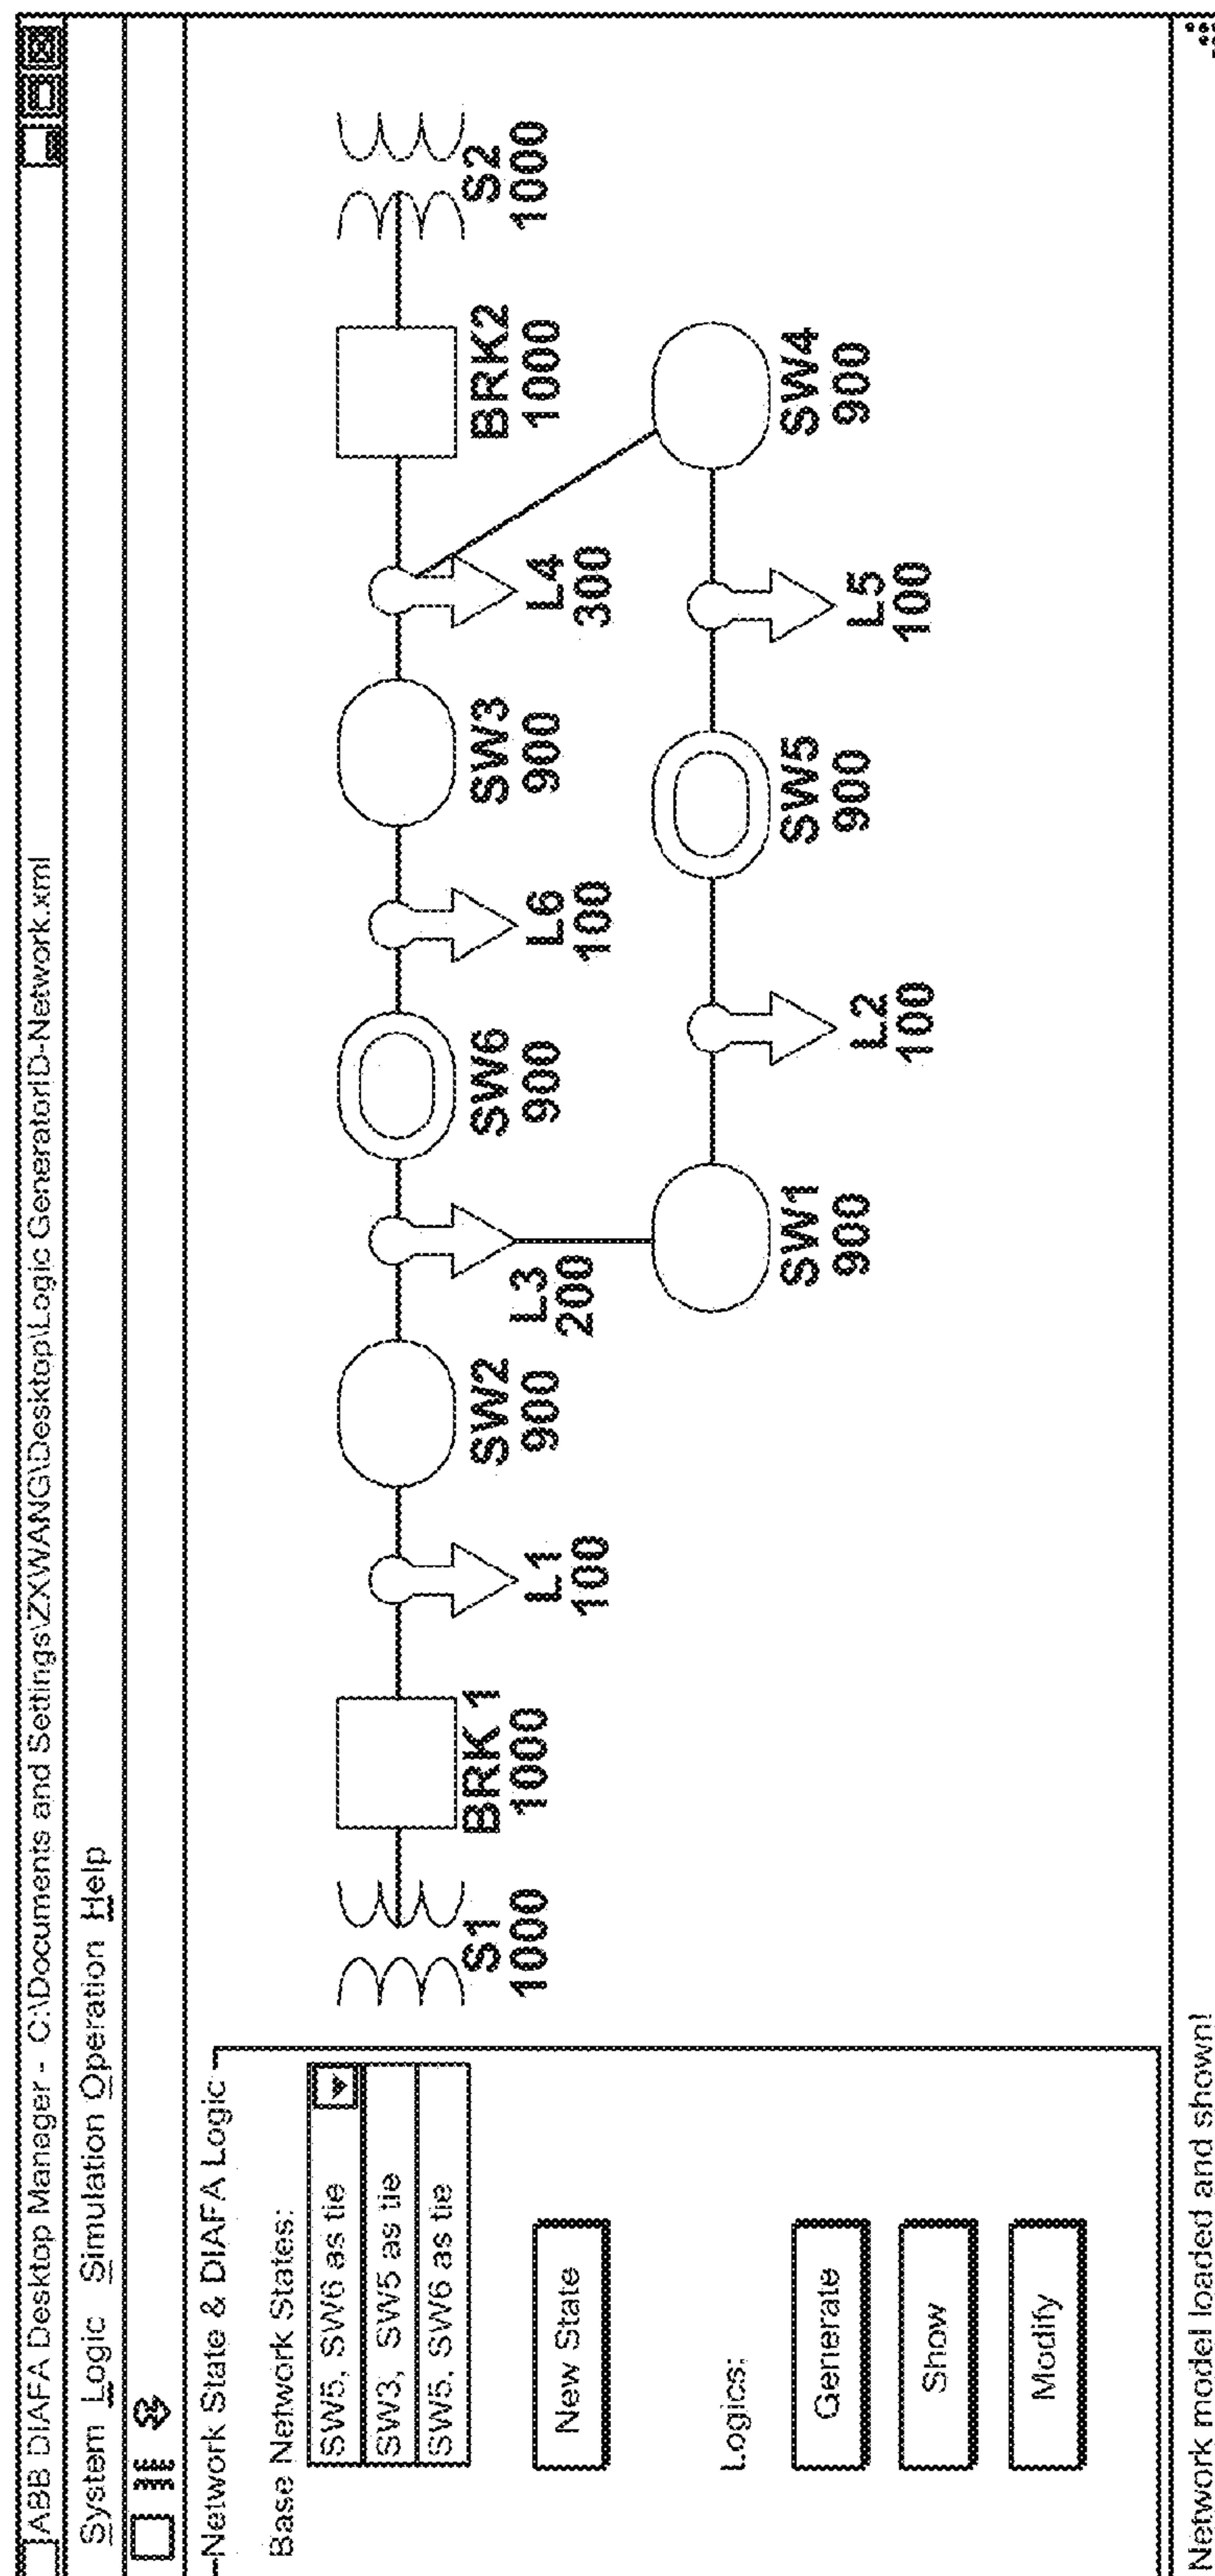 ABB DIAFA Desktop Manager - C:\Documents and Settings\ZXWANG\Desktop\Logic Generator\D-Network.xml
System Logic Simulation Operation Help
Network State & DIAFA Logic
Base Network States:
SW5, SW6 as tie
SW3, SW5 as tie
SW5, SW6 as tie
New State
Logics:
Generate
Show
Modify
S1
1000
BRK 1
1000
L1
100
SW2
900
L3
200
SW6
900
L6
100
SW3
900
L4
300
BRK2
1000
S2
1000
SW1
900
L2
100
SW5
900
L5
100
SW4
900
Network model loaded and shown!